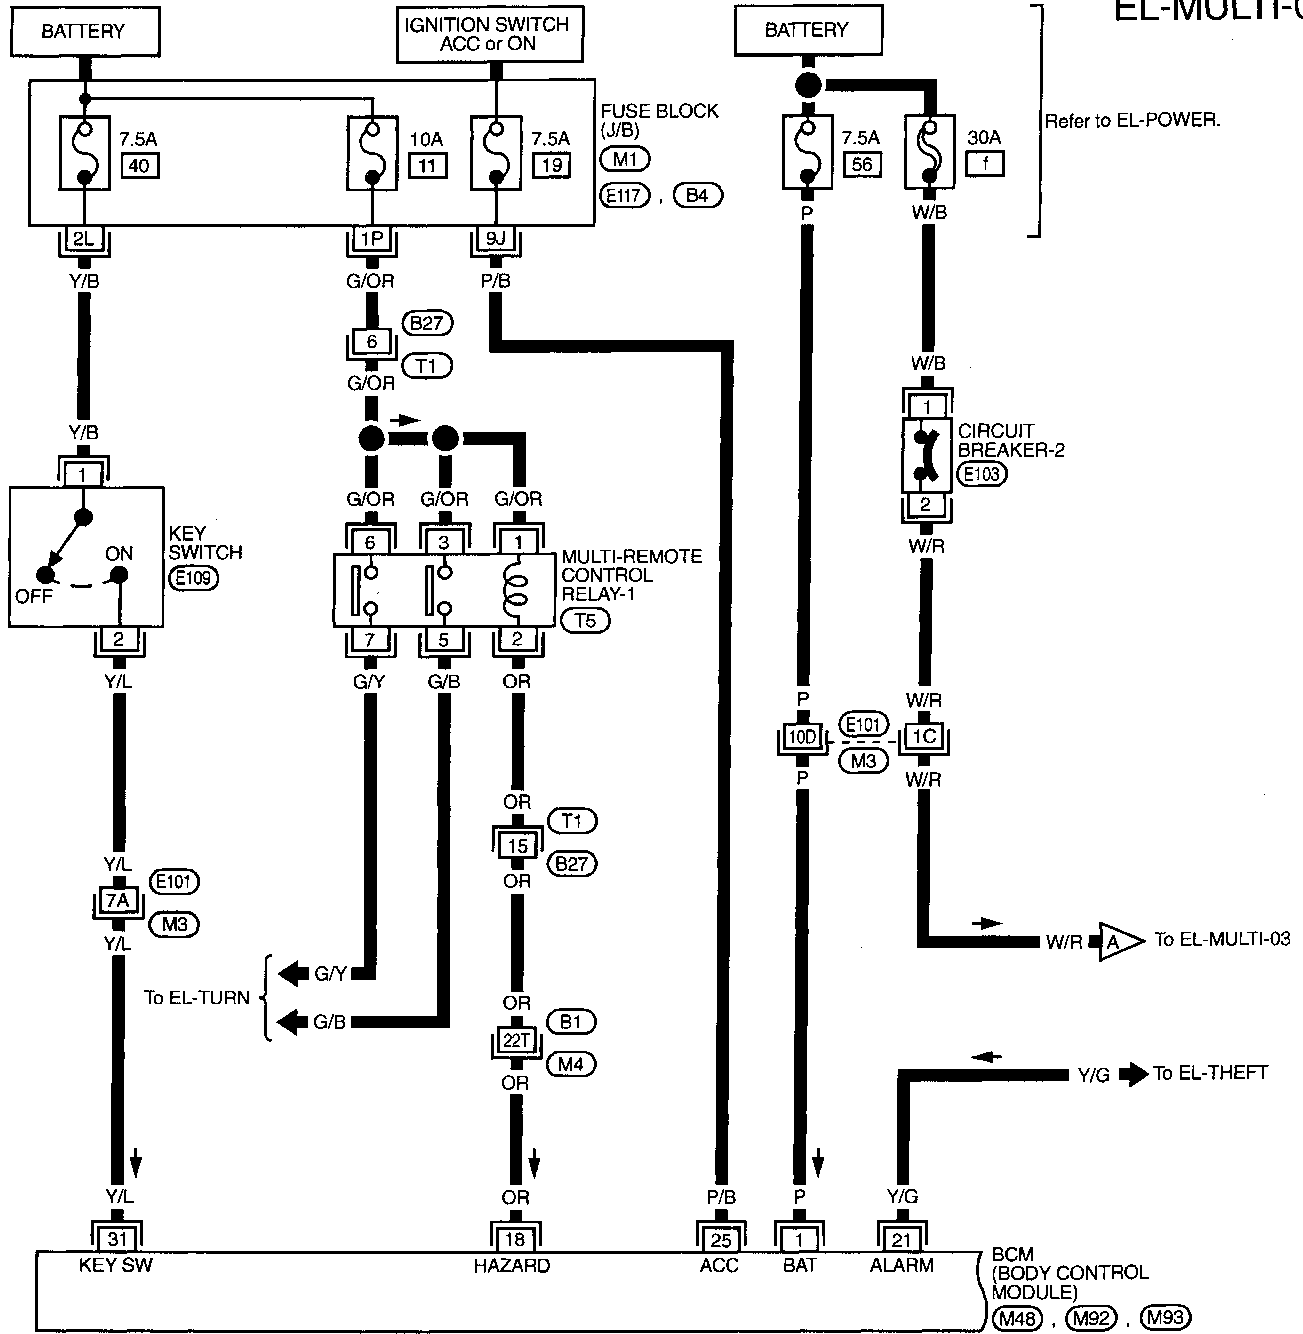 EL-MULTI-0
BATTERY
IGNITION SWITCH
ACC or ON
BATTERY
7.5A
40
10A
11
7.5A
19
FUSE BLOCK
(J/B)
M1
E117 , B4
7.5A
56
30A
f
Refer to EL-POWER.
2L
1P
9J
P
W/B
Y/B
G/OR
P/B
6
B27
T1
G/OR
W/B
1
CIRCUIT
BREAKER-2
E103
2
W/R
Y/B
1
KEY
SWITCH
E109
ON
OFF
2
Y/L
G/OR
G/OR
G/OR
6
3
1
MULTI-REMOTE
CONTROL
RELAY-1
T5
7
5
2
G/Y
G/B
OR
P
W/R
10D
E101
M3
1C
P
W/R
OR
T1
15
B27
OR
Y/L
7A
E101
M3
Y/L
W/R
A
To EL-MULTI-03
To EL-TURN
G/Y
G/B
OR
B1
22T
M4
OR
Y/G
To EL-THEFT
Y/L
OR
P/B
P
Y/G
31
18
25
1
21
KEY SW
HAZARD
ACC
BAT
ALARM
BCM
(BODY CONTROL
MODULE)
M48 , M92 , M93